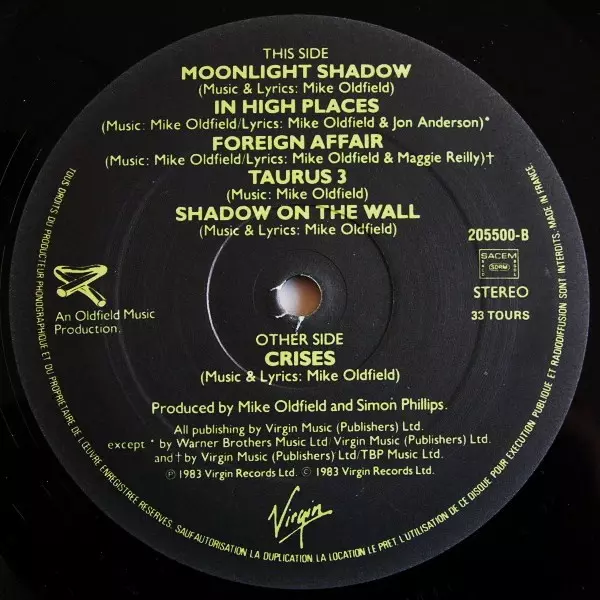 THIS SIDE
MOONLIGHT SHADOW
(Music & Lyrics: Mike Oldfield)
IN HIGH PLACES
(Music: Mike Oldfield/Lyrics: Mike Oldfield & Jon Anderson)*
FOREIGN AFFAIR
(Music: Mike Oldfield/Lyrics: Mike Oldfield & Maggie Reilly)†
TAURUS 3
(Music: Mike Oldfield)
SHADOW ON THE WALL
(Music & Lyrics: Mike Oldfield)
205500-B
SACEM
SDRM
STEREO
33 TOURS
An Oldfield Music
Production.
OTHER SIDE
CRISES
(Music & Lyrics: Mike Oldfield)
Produced by Mike Oldfield and Simon Phillips.
All publishing by Virgin Music (Publishers) Ltd.
except * by Warner Brothers Music Ltd/Virgin Music (Publishers) Ltd.
and † by Virgin Music (Publishers) Ltd/TBP Music Ltd.
℗ 1983 Virgin Records Ltd. © 1983 Virgin Records Ltd.
Virgin
TOUS DROITS DU PRODUCTEUR PHONOGRAPHIQUE ET DU PROPRIETAIRE DE L'ŒUVRE ENREGISTREE RESERVES. SAUF AUTORISATION LA DUPLICATION, LA LOCATION, LE PRET, L'UTILISATION DE CE DISQUE POUR EXECUTION PUBLIQUE ET RADIODIFFUSION SONT INTERDITS. MADE IN FRANCE.